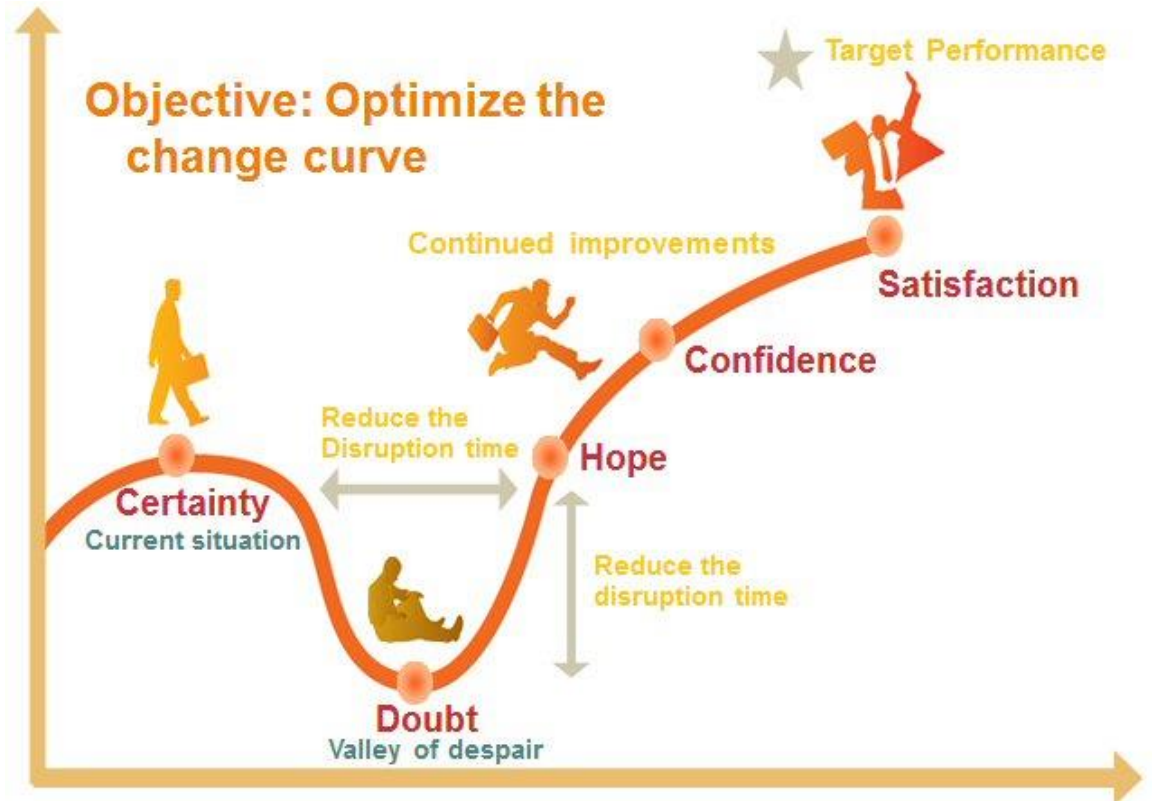 Target Performance
Objective: Optimize the
change curve
Continued improvements
Satisfaction
Confidence
Reduce the
Disruption time
Hope
Certainty
Current situation
Reduce the
disruption time
Doubt
Valley of despair